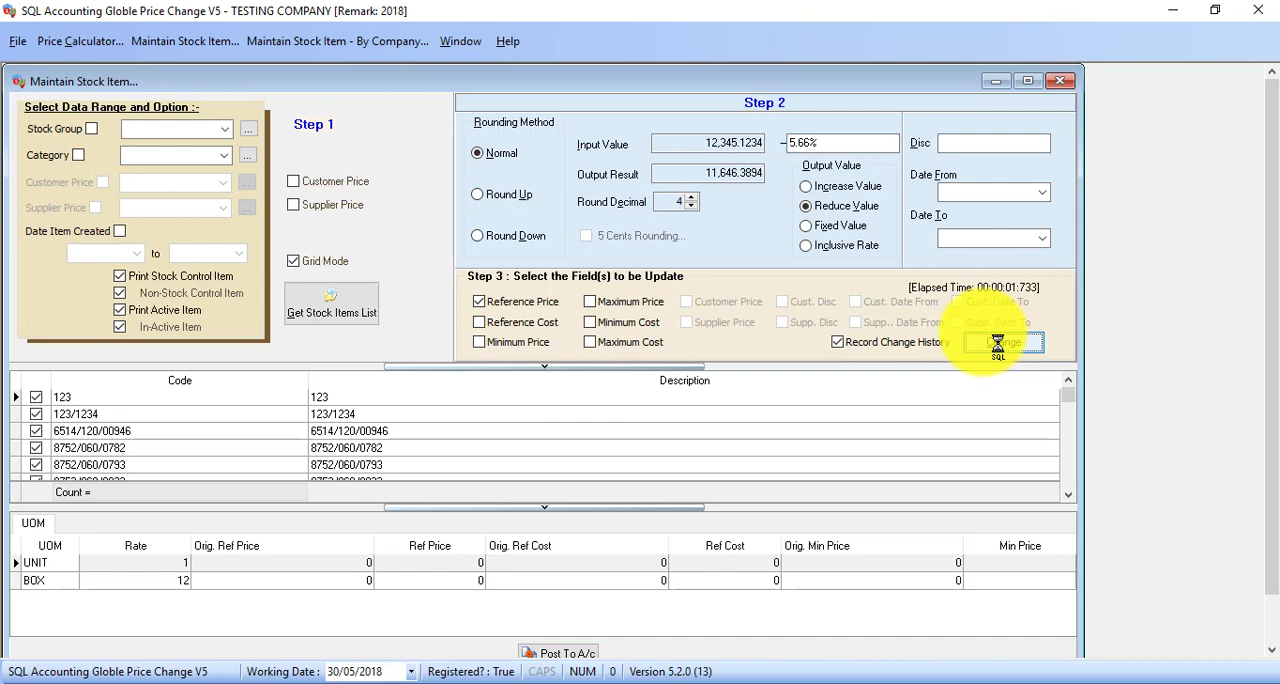 SQL Accounting Globle Price Change V5 - TESTING COMPANY [Remark: 2018]
File Price Calculator... Maintain Stock Item... Maintain Stock Item - By Company... Window Help
Maintain Stock Item...
Select Data Range and Option :-
Stock Group
Category
Customer Price
Supplier Price
Date Item Created
to
Print Stock Control Item
Non-Stock Control Item
Print Active Item
In-Active Item
Step 1
Customer Price
Supplier Price
Grid Mode
Get Stock Items List
Step 2
Rounding Method
Normal
Round Up
Round Down
Input Value 12,345.1234 -5.66%
Output Result 11,646.3894
Round Decimal 4
5 Cents Rounding...
Output Value
Increase Value
Reduce Value
Fixed Value
Inclusive Rate
Disc
Date From
Date To
Step 3 : Select the Field(s) to be Update
[Elapsed Time: 00:00:01:733]
Reference Price Maximum Price Customer Price Cust. Disc Cust. Date From Cust. Date To
Reference Cost Minimum Cost Supplier Price Supp. Disc Supp.. Date From Supp. Date To
Minimum Price Maximum Cost Record Change History Change
SQL
Code Description
123 123
123/1234 123/1234
6514/120/00946 6514/120/00946
8752/060/0782 8752/060/0782
8752/060/0793 8752/060/0793
Count =
UOM
UOM Rate Orig. Ref Price Ref Price Orig. Ref Cost Ref Cost Orig. Min Price Min Price
UNIT 1 0 0 0 0 0
BOX 12 0 0 0 0 0
Post To A/c
SQL Accounting Globle Price Change V5 Working Date : 30/05/2018 Registered? : True CAPS NUM 0 Version 5.2.0 (13)